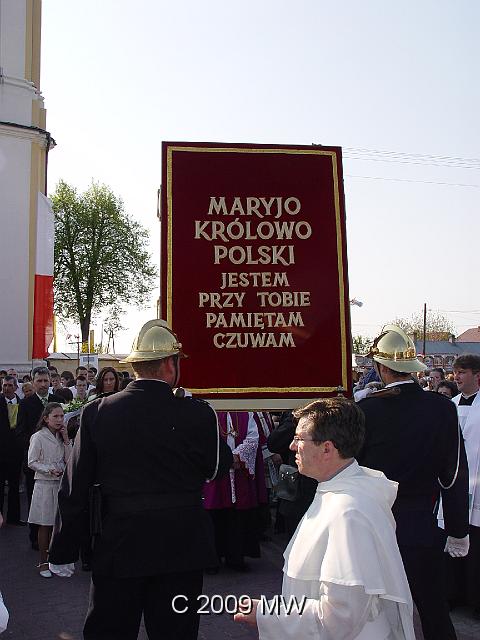 MARYJO
KRÓLOWO
POLSKI
JESTEM
PRZY TOBIE
PAMIĘTAM
CZUWAM
C 2009 MW